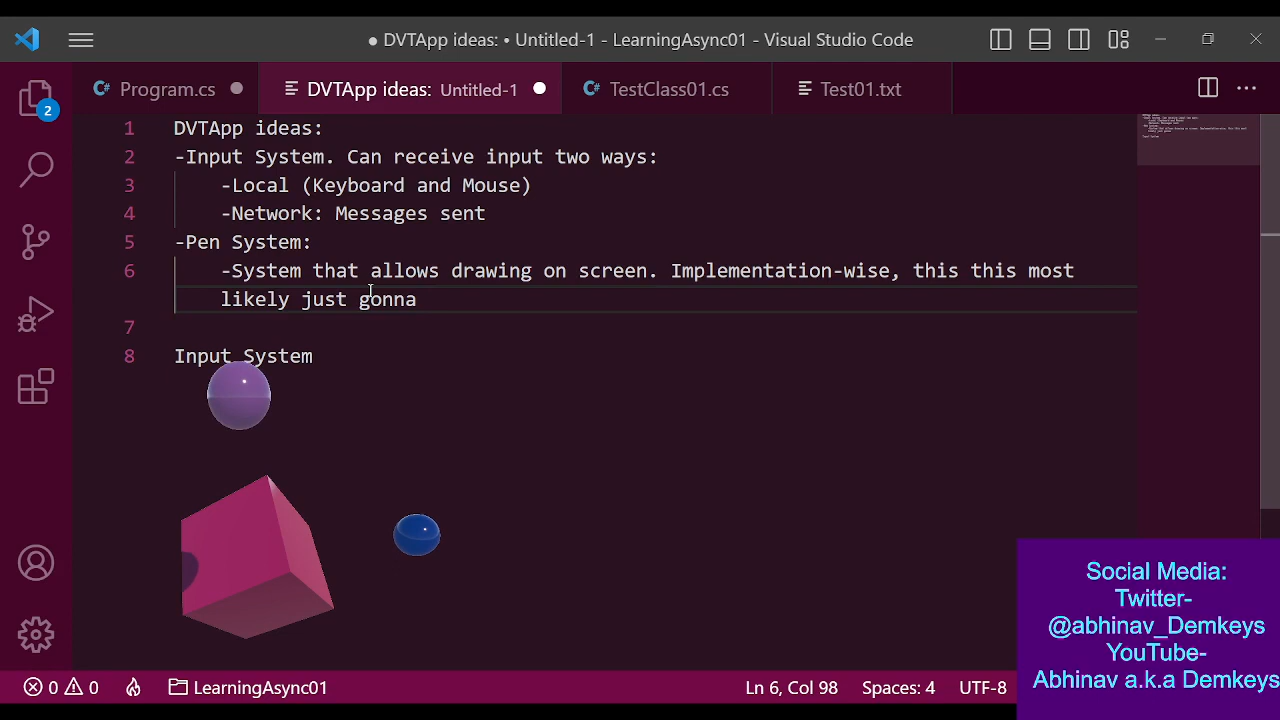 ● DVTApp ideas: • Untitled-1 - LearningAsync01 - Visual Studio Code
Program.cs
DVTApp ideas: Untitled-1
TestClass01.cs
Test01.txt
2
1 DVTApp ideas:
2 -Input System. Can receive input two ways:
3 -Local (Keyboard and Mouse)
4 -Network: Messages sent
5 -Pen System:
6 -System that allows drawing on screen. Implementation-wise, this this most
likely just gonna
7
8 Input System
Social Media:
Twitter-
@abhinav_Demkeys
YouTube-
Abhinav a.k.a Demkeys
0 0 LearningAsync01 Ln 6, Col 98 Spaces: 4 UTF-8